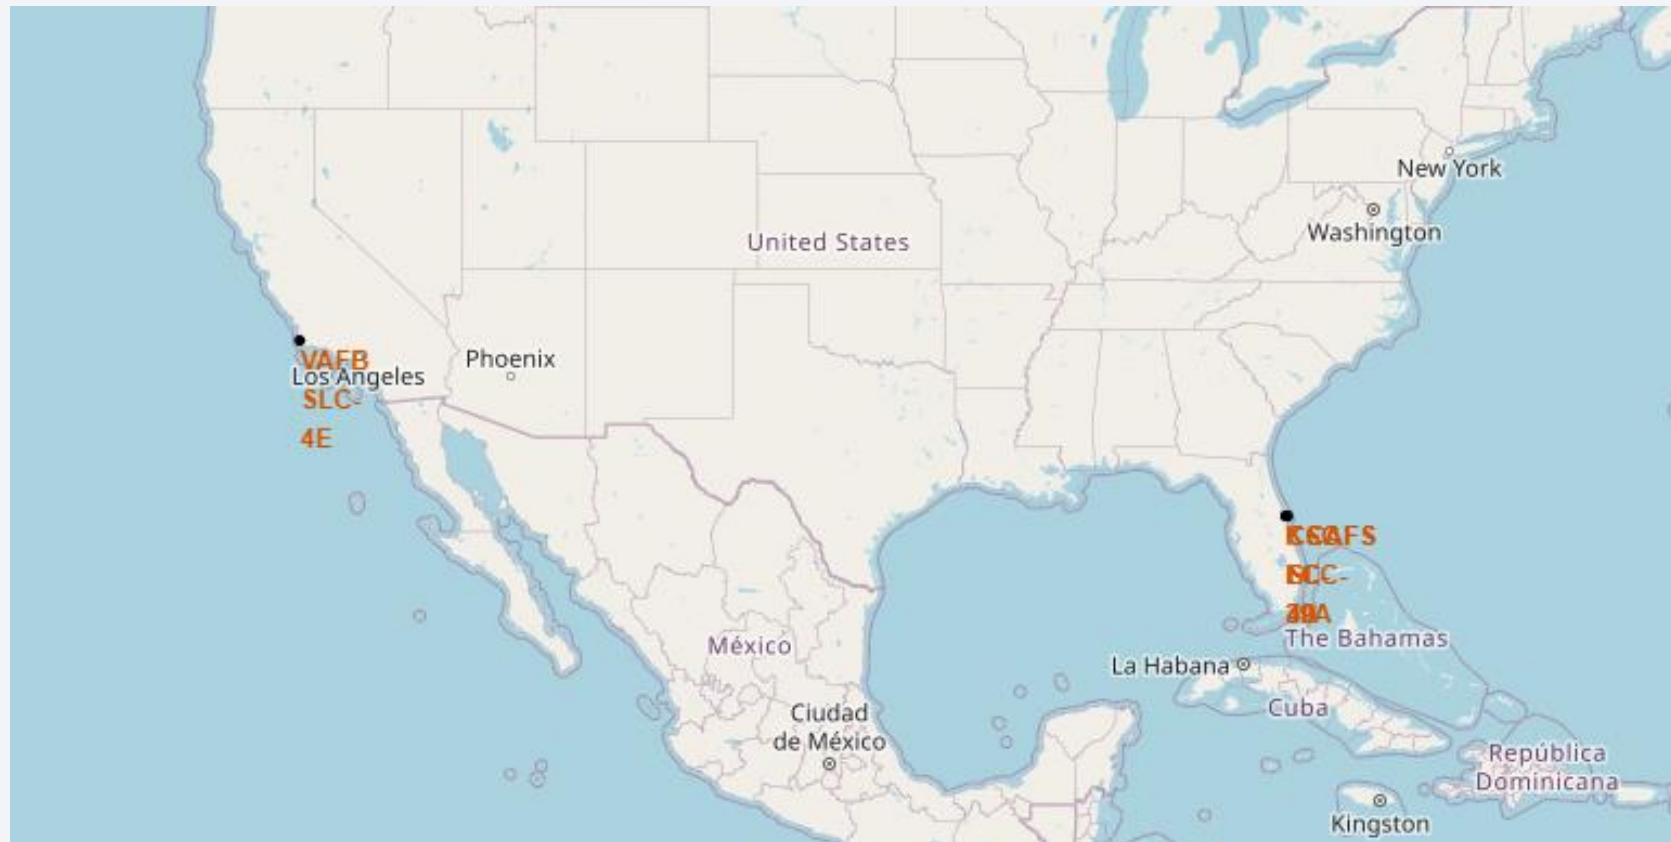 New York
Washington
United States
VAFB
Los Angeles
SLC-
4E
Phoenix
The Bahamas
México
La Habana
Cuba
Ciudad
de México
República
Dominicana
Kingston